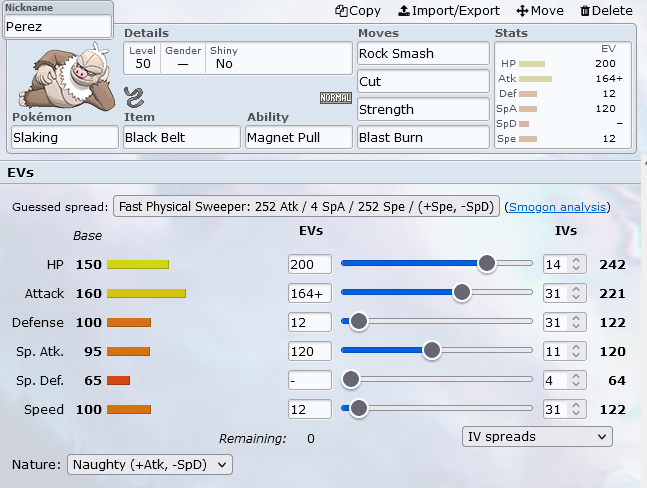 Nickname
Perez
Copy Import/Export Move Delete
Details
Level Gender Shiny
50 — No
NORMAL
Pokémon Item Ability
Slaking Black Belt Magnet Pull
Moves
Rock Smash
Cut
Strength
Blast Burn
Stats
EV
HP 200
Atk 164+
Def 12
SpA 120
SpD –
Spe 12
EVs
Guessed spread: Fast Physical Sweeper: 252 Atk / 4 SpA / 252 Spe / (+Spe, -SpD) (Smogon analysis)
Base EVs IVs
HP 150 200 14 242
Attack 160 164+ 31 221
Defense 100 12 31 122
Sp. Atk. 95 120 11 120
Sp. Def. 65 - 4 64
Speed 100 12 31 122
Remaining: 0 IV spreads
Nature: Naughty (+Atk, -SpD)